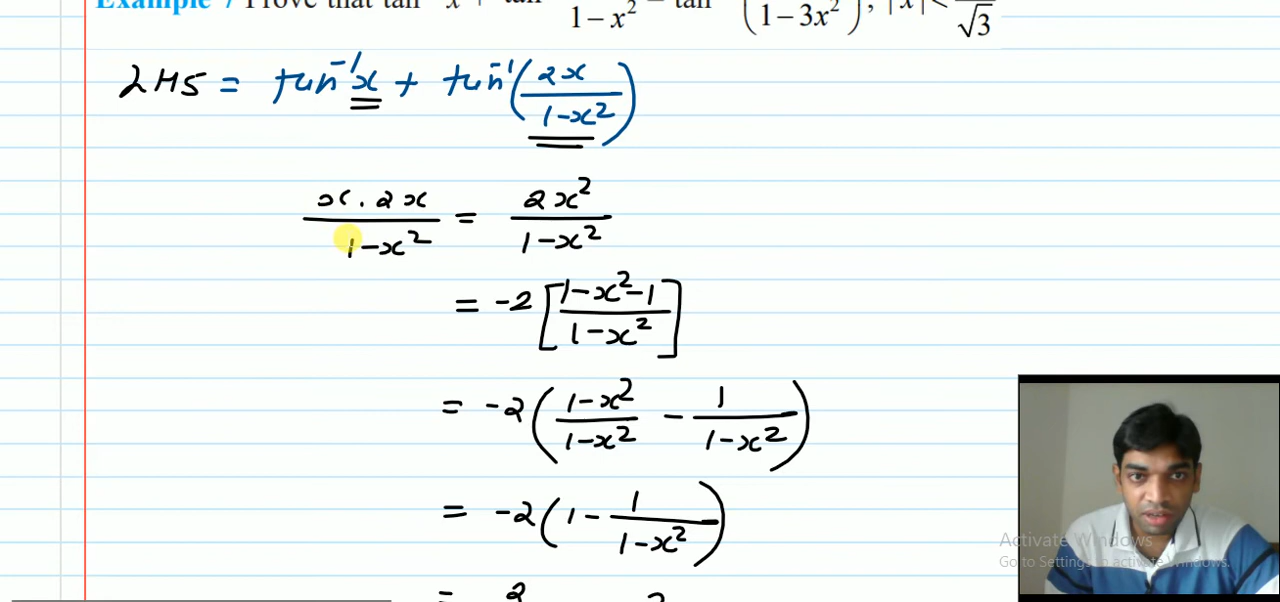 Example 7 Prove that tan x + tan 1 − x² = tan (1 − 3x²), |x| < √3
LHS = tan⁻¹x + tan⁻¹(2x/(1−x²))
x·2x/(1−x²) = 2x²/(1−x²)
= -2[(1−x²−1)/(1−x²)]
= -2((1−x²)/(1−x²) − 1/(1−x²))
= -2(1 − 1/(1−x²))
Activate Windows
Go to Settings to activate Windows.